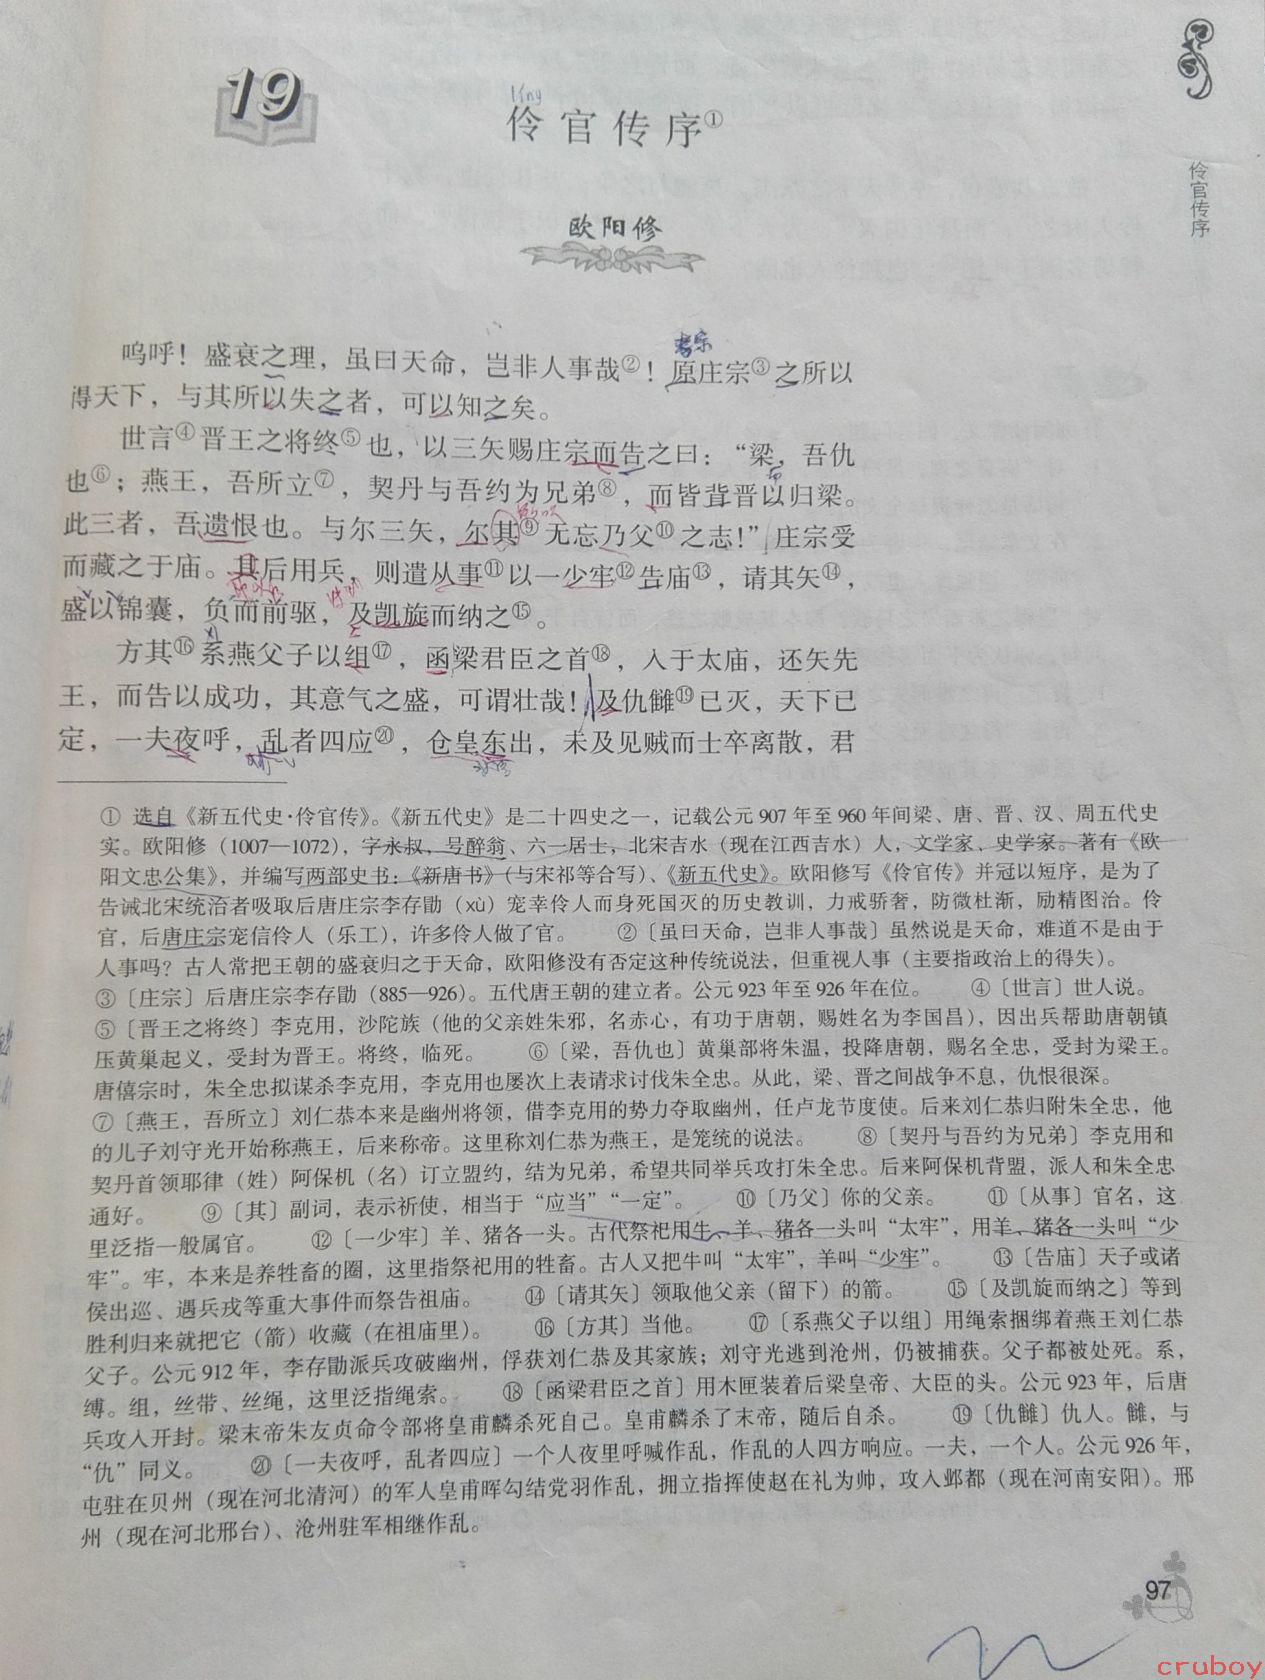 19
líng
伶官传序①
伶官传序
欧阳修
呜呼！盛衰之理，虽曰天命，岂非人事哉②！原庄宗③之所以
得天下，与其所以失之者，可以知之矣。
世言④晋王之将终⑤也，以三矢赐庄宗而告之曰：“梁，吾仇
也⑥；燕王，吾所立⑦，契丹与吾约为兄弟⑧，而皆背晋以归梁。
此三者，吾遗恨也。与尔三矢，尔其⑨无忘乃父⑩之志！”庄宗受
而藏之于庙。其后用兵，则遣从事⑪以一少牢⑫告庙⑬，请其矢⑭，
盛以锦囊，负而前驱，及凯旋而纳之⑮。
方其⑯系燕父子以组⑰，函梁君臣之首⑱，入于太庙，还矢先
王，而告以成功，其意气之盛，可谓壮哉！及仇雠⑲已灭，天下已
定，一夫夜呼，乱者四应⑳，仓皇东出，未及见贼而士卒离散，君
① 选自《新五代史·伶官传》。《新五代史》是二十四史之一，记载公元 907 年至 960 年间梁、唐、晋、汉、周五代史
实。欧阳修（1007—1072），字永叔，号醉翁、六一居士，北宋吉水（现在江西吉水）人，文学家、史学家。著有《欧
阳文忠公集》，并编写两部史书：《新唐书》（与宋祁等合写）、《新五代史》。欧阳修写《伶官传》并冠以短序，是为了
告诫北宋统治者吸取后唐庄宗李存勖（xù）宠幸伶人而身死国灭的历史教训，力戒骄奢，防微杜渐，励精图治。伶
官，后唐庄宗宠信伶人（乐工），许多伶人做了官。 ②〔虽曰天命，岂非人事哉〕虽然说是天命，难道不是由于
人事吗？古人常把王朝的盛衰归之于天命，欧阳修没有否定这种传统说法，但重视人事（主要指政治上的得失）。
③〔庄宗〕后唐庄宗李存勖（885—926）。五代唐王朝的建立者。公元 923 年至 926 年在位。 ④〔世言〕世人说。
⑤〔晋王之将终〕李克用，沙陀族（他的父亲姓朱邪，名赤心，有功于唐朝，赐姓名为李国昌），因出兵帮助唐朝镇
压黄巢起义，受封为晋王。将终，临死。 ⑥〔梁，吾仇也〕黄巢部将朱温，投降唐朝，赐名全忠，受封为梁王。
唐僖宗时，朱全忠拟谋杀李克用，李克用也屡次上表请求讨伐朱全忠。从此，梁、晋之间战争不息，仇恨很深。
⑦〔燕王，吾所立〕刘仁恭本来是幽州将领，借李克用的势力夺取幽州，任卢龙节度使。后来刘仁恭归附朱全忠，他
的儿子刘守光开始称燕王，后来称帝。这里称刘仁恭为燕王，是笼统的说法。 ⑧〔契丹与吾约为兄弟〕李克用和
契丹首领耶律（姓）阿保机（名）订立盟约，结为兄弟，希望共同举兵攻打朱全忠。后来阿保机背盟，派人和朱全忠
通好。 ⑨〔其〕副词，表示祈使，相当于“应当”“一定”。 ⑩〔乃父〕你的父亲。 ⑪〔从事〕官名，这
里泛指一般属官。 ⑫〔一少牢〕羊、猪各一头。古代祭祀用牛、羊、猪各一头叫“太牢”，用羊、猪各一头叫“少
牢”。牢，本来是养牲畜的圈，这里指祭祀用的牲畜。古人又把牛叫“太牢”，羊叫“少牢”。 ⑬〔告庙〕天子或诸
侯出巡、遇兵戎等重大事件而祭告祖庙。 ⑭〔请其矢〕领取他父亲（留下）的箭。 ⑮〔及凯旋而纳之〕等到
胜利归来就把它（箭）收藏（在祖庙里）。 ⑯〔方其〕当他。 ⑰〔系燕父子以组〕用绳索捆绑着燕王刘仁恭
父子。公元 912 年，李存勖派兵攻破幽州，俘获刘仁恭及其家族；刘守光逃到沧州，仍被捕获。父子都被处死。系，
缚。组，丝带、丝绳，这里泛指绳索。 ⑱〔函梁君臣之首〕用木匣装着后梁皇帝、大臣的头。公元 923 年，后唐
兵攻入开封。梁末帝朱友贞命令部将皇甫麟杀死自己。皇甫麟杀了末帝，随后自杀。 ⑲〔仇雠〕仇人。雠，与
“仇”同义。 ⑳〔一夫夜呼，乱者四应〕一个人夜里呼喊作乱，作乱的人四方响应。一夫，一个人。公元 926 年，
屯驻在贝州（现在河北清河）的军人皇甫晖勾结党羽作乱，拥立指挥使赵在礼为帅，攻入邺都（现在河南安阳）。邢
州（现在河北邢台）、沧州驻军相继作乱。
97
cruboy